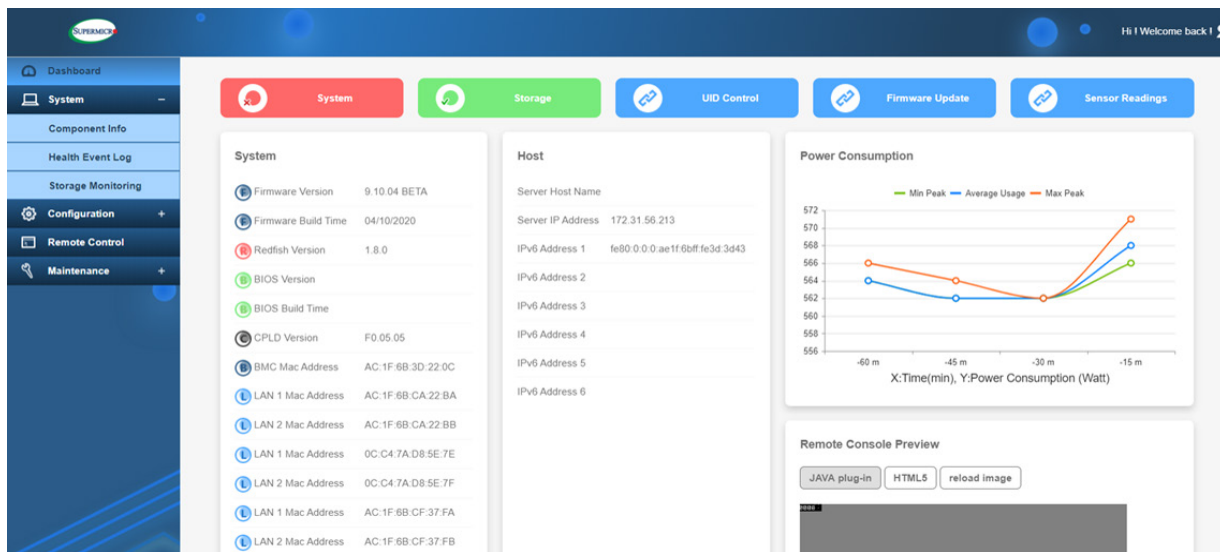 SUPERMICR
Hi ! Welcome back !
Dashboard
System
Component Info
Health Event Log
Storage Monitoring
Configuration
Remote Control
Maintenance
System
Storage
UID Control
Firmware Update
Sensor Readings
System
Firmware Version 9.10.04 BETA
Firmware Build Time 04/10/2020
Redfish Version 1.8.0
BIOS Version
BIOS Build Time
CPLD Version F0.05.05
BMC Mac Address AC:1F:6B:3D:22:0C
LAN 1 Mac Address AC:1F:6B:CA:22:BA
LAN 2 Mac Address AC:1F:6B:CA:22:BB
LAN 1 Mac Address 0C:C4:7A:D8:5E:7E
LAN 2 Mac Address 0C:C4:7A:D8:5E:7F
LAN 1 Mac Address AC:1F:6B:CF:37:FA
LAN 2 Mac Address AC:1F:6B:CF:37:FB
Host
Server Host Name
Server IP Address 172.31.56.213
IPv6 Address 1 fe80:0:0:0:ae1f:6bff:fe3d:3d43
IPv6 Address 2
IPv6 Address 3
IPv6 Address 4
IPv6 Address 5
IPv6 Address 6
Power Consumption
Min Peak Average Usage Max Peak
572
570
568
566
564
562
560
558
556
-60 m -45 m -30 m -15 m
X:Time(min), Y:Power Consumption (Watt)
Remote Console Preview
JAVA plug-in HTML5 reload image